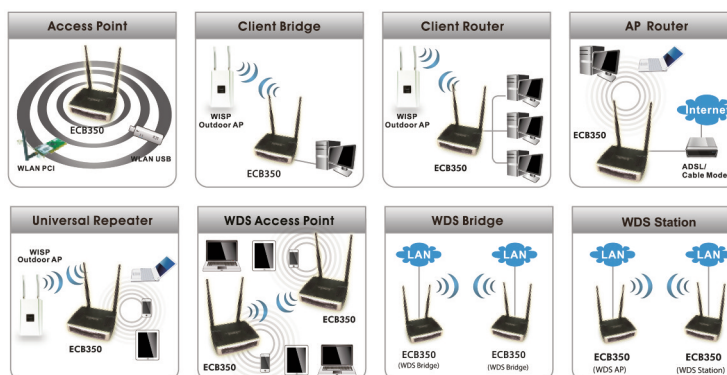 Access Point
ECB350
WLAN PCI
WLAN USB
Client Bridge
WISP
Outdoor AP
ECB350
Client Router
WISP
Outdoor AP
ECB350
AP Router
ECB350
Internet
ADSL/
Cable Mode
Universal Repeater
WISP
Outdoor AP
ECB350
WDS Access Point
ECB350
ECB350
WDS Bridge
LAN
LAN
ECB350
(WDS Bridge)
ECB350
(WDS Bridge)
WDS Station
LAN
LAN
ECB350
(WDS AP)
ECB350
(WDS Station)